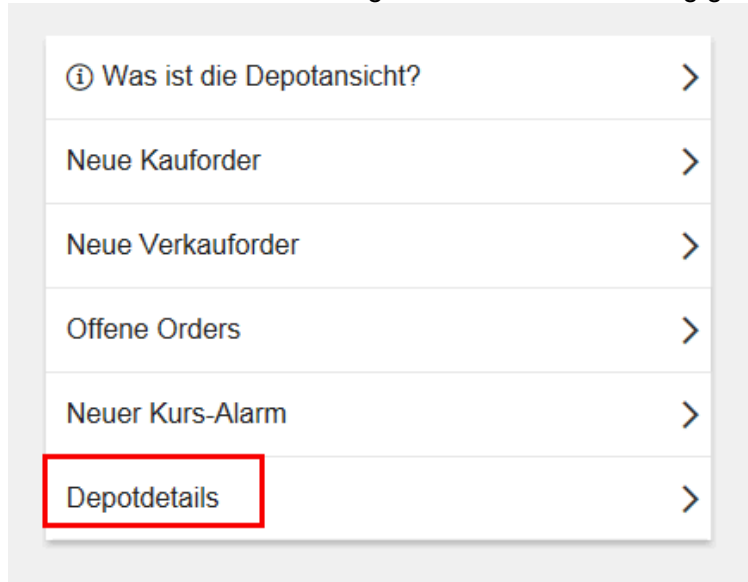 ⓘ Was ist die Depotansicht?
Neue Kauforder
Neue Verkauforder
Offene Orders
Neuer Kurs-Alarm
Depotdetails